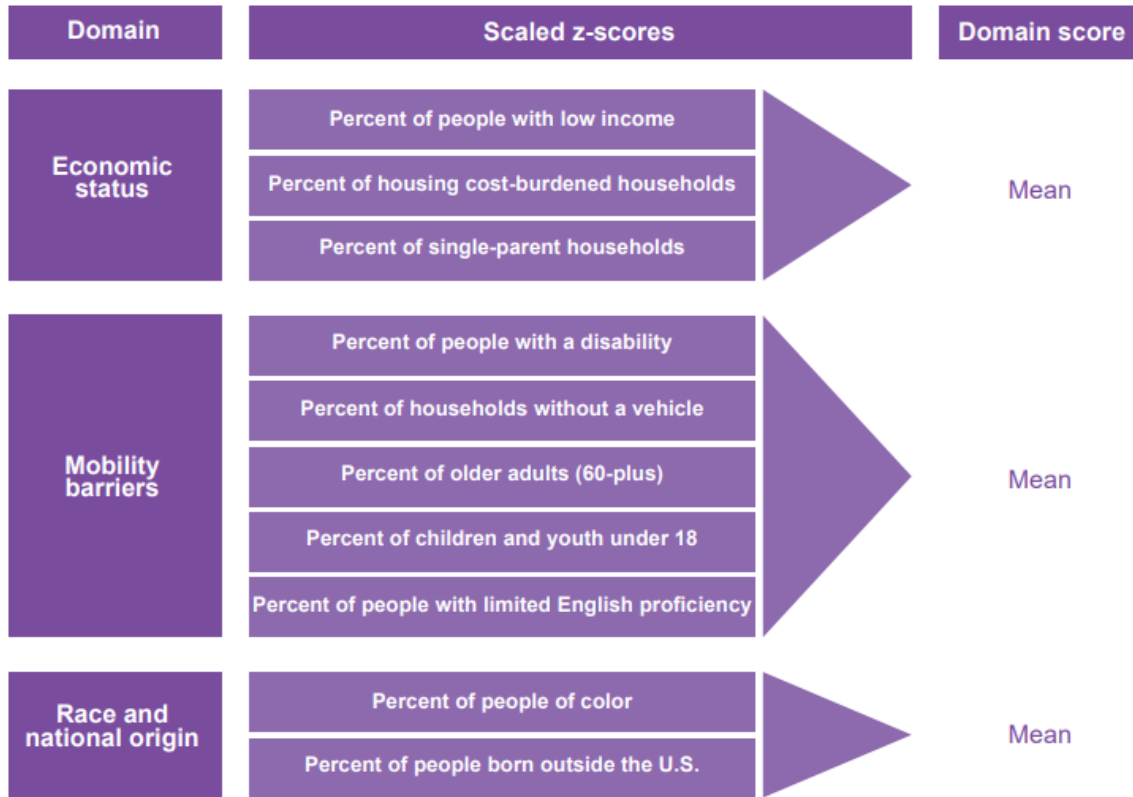 Domain
Scaled z-scores
Domain score
Economic
status
Percent of people with low income
Percent of housing cost-burdened households
Percent of single-parent households
Mean
Mobility
barriers
Percent of people with a disability
Percent of households without a vehicle
Percent of older adults (60-plus)
Percent of children and youth under 18
Percent of people with limited English proficiency
Mean
Race and
national origin
Percent of people of color
Percent of people born outside the U.S.
Mean